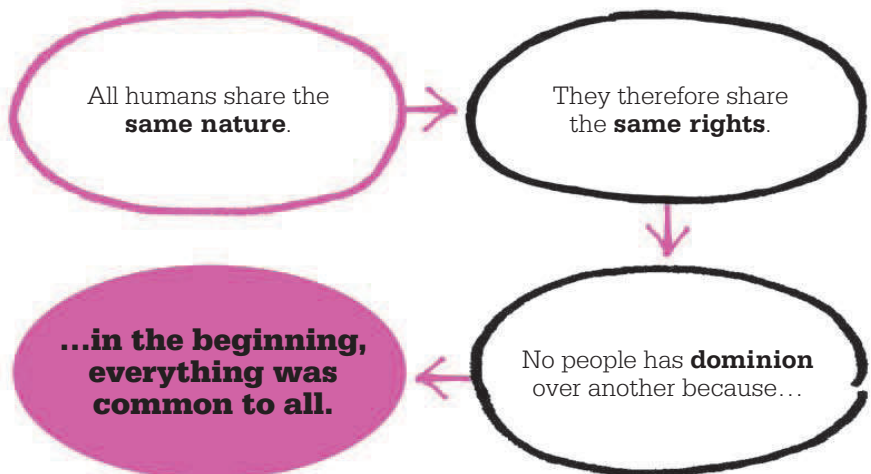 All humans share the
same nature.
They therefore share
the same rights.
No people has dominion
over another because...
...in the beginning,
everything was
common to all.